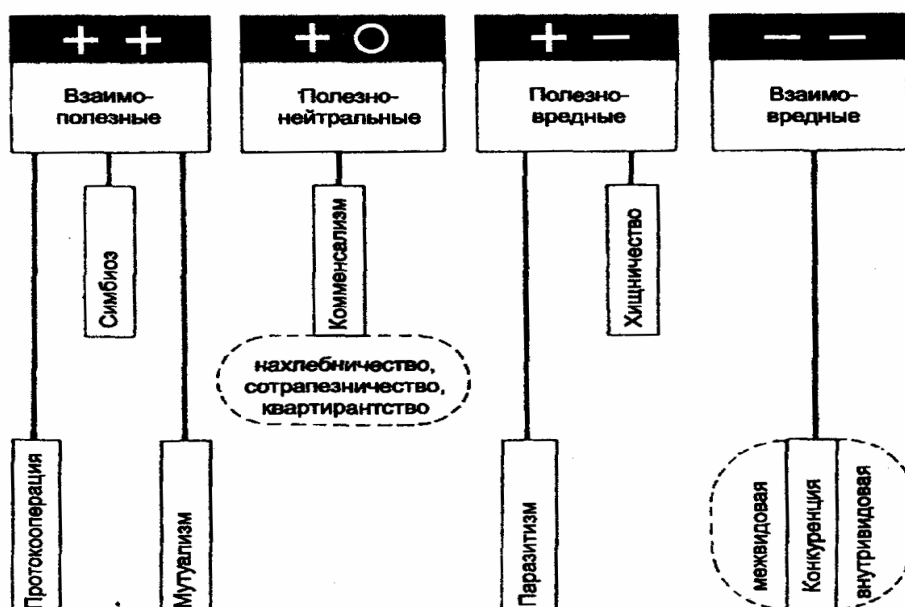 + +
Взаимо-
полезные
+ ○
Полезно-
нейтральные
+ —
Полезно-
вредные
— —
Взаимо-
вредные
Симбиоз
Комменсализм
Хищничество
нахлебничество,
сотрапезничество,
квартирантство
Протокооперация
Мутуализм
Паразитизм
межвидовая
Конкуренция
внутривидовая